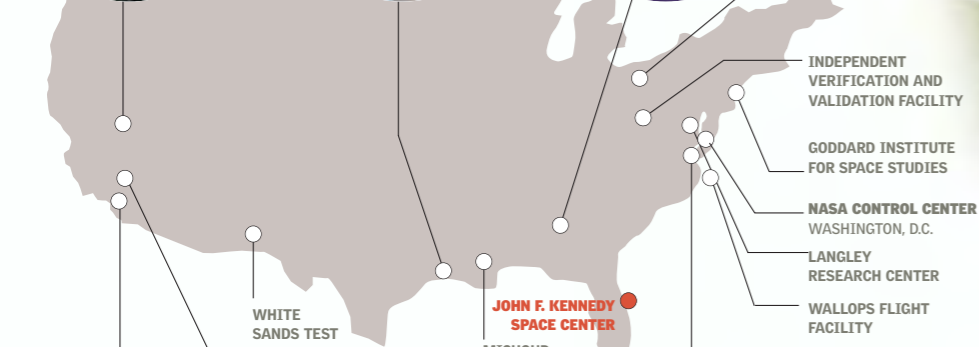 INDEPENDENT
VERIFICATION AND
VALIDATION FACILITY
GODDARD INSTITUTE
FOR SPACE STUDIES
NASA CONTROL CENTER
WASHINGTON, D.C.
LANGLEY
RESEARCH CENTER
WALLOPS FLIGHT
FACILITY
JOHN F. KENNEDY
SPACE CENTER
WHITE
SANDS TEST